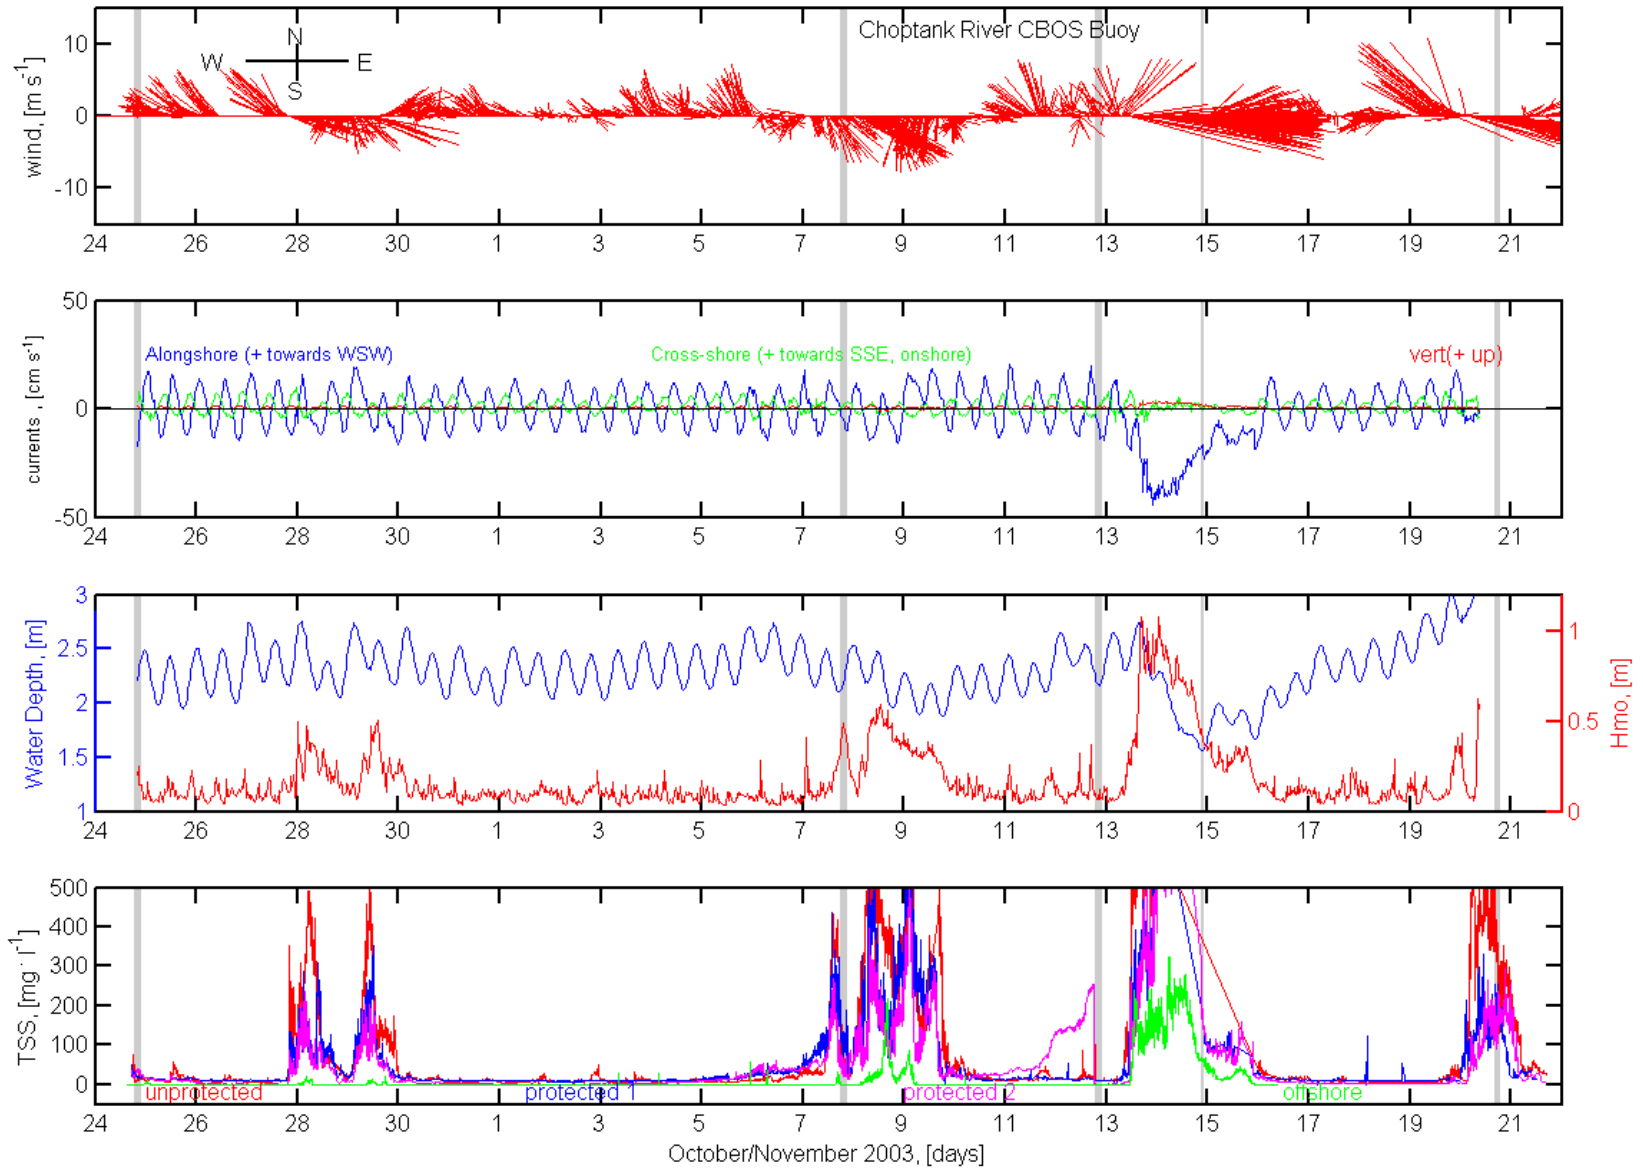 Choptank River CBOS Buoy
N
W E
S
wind, [m s⁻¹]
10
0
-10
24 26 28 30 1 3 5 7 9 11 13 15 17 19 21
currents, [cm s⁻¹]
50
0
-50
Alongshore (+ towards WSW) Cross-shore (+ towards SSE, onshore) vert(+ up)
24 26 28 30 1 3 5 7 9 11 13 15 17 19 21
Water Depth, [m]
3
2.5
2
1.5
1
1
0.5
0
Hmo, [m]
24 26 28 30 1 3 5 7 9 11 13 15 17 19 21
TSS, [mg · l⁻¹]
500
400
300
200
100
0
unprotected protected 1 protected 2 offshore
24 26 28 30 1 3 5 7 9 11 13 15 17 19 21
October/November 2003, [days]